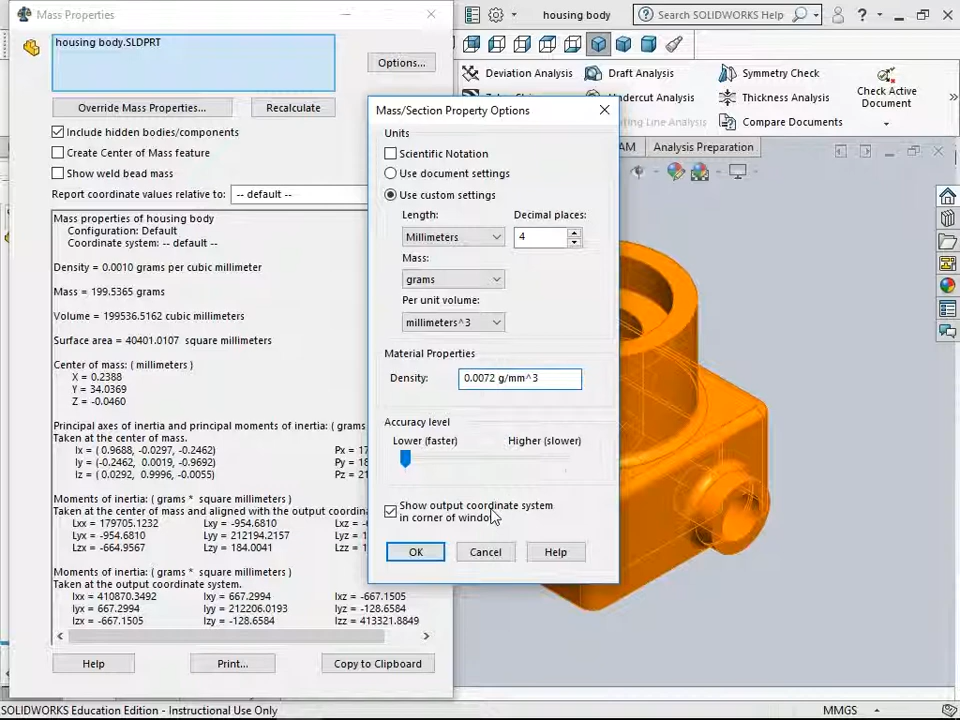 Mass Properties
housing body
Search SOLIDWORKS Help
housing body.SLDPRT
Options...
Override Mass Properties...
Recalculate
Include hidden bodies/components
Create Center of Mass feature
Show weld bead mass
Report coordinate values relative to:
-- default --
Mass properties of housing body
Configuration: Default
Coordinate system: -- default --
Density = 0.0010 grams per cubic millimeter
Mass = 199.5365 grams
Volume = 199536.5162 cubic millimeters
Surface area = 40401.0107 square millimeters
Center of mass: ( millimeters )
X = 0.2388
Y = 34.0369
Z = -0.0460
Principal axes of inertia and principal moments of inertia: ( grams
Taken at the center of mass.
Ix = ( 0.9688, -0.0297, -0.2462) Px = 17
Iy = (-0.2462, 0.0019, -0.9692) Py = 18
Iz = ( 0.0292, 0.9996, -0.0055) Pz = 21
Moments of inertia: ( grams * square millimeters )
Taken at the center of mass and aligned with the output coordina
Lxx = 179705.1232 Lxy = -954.6810 Lxz =
Lyx = -954.6810 Lyy = 212194.2157 Lyz =
Lzx = -664.9567 Lzy = 184.0041 Lzz =
Moments of inertia: ( grams * square millimeters )
Taken at the output coordinate system.
Ixx = 410870.3492 Ixy = 667.2994 Ixz = -667.1505
Iyx = 667.2994 Iyy = 212206.0193 Iyz = -128.6584
Izx = -667.1505 Izy = -128.6584 Izz = 413321.8849
Help
Print...
Copy to Clipboard
Mass/Section Property Options
Units
Scientific Notation
Use document settings
Use custom settings
Length:
Decimal places:
Millimeters
4
Mass:
grams
Per unit volume:
millimeters^3
Material Properties
Density:
0.0072 g/mm^3
Accuracy level
Lower (faster)
Higher (slower)
Show output coordinate system
in corner of window
OK
Cancel
Help
Deviation Analysis
Draft Analysis
Symmetry Check
Undercut Analysis
Thickness Analysis
Parting Line Analysis
Compare Documents
Check Active
Document
Analysis Preparation
SOLIDWORKS Education Edition - Instructional Use Only
MMGS